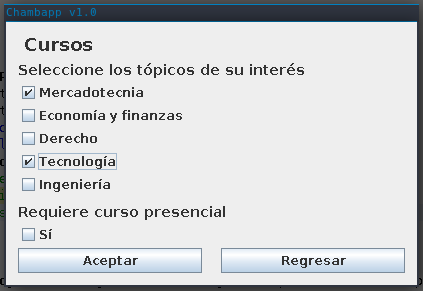 Chambapp v1.0
Cursos
Seleccione los tópicos de su interés
Mercadotecnia
Economía y finanzas
Derecho
Tecnología
Ingeniería
Requiere curso presencial
Sí
Aceptar Regresar